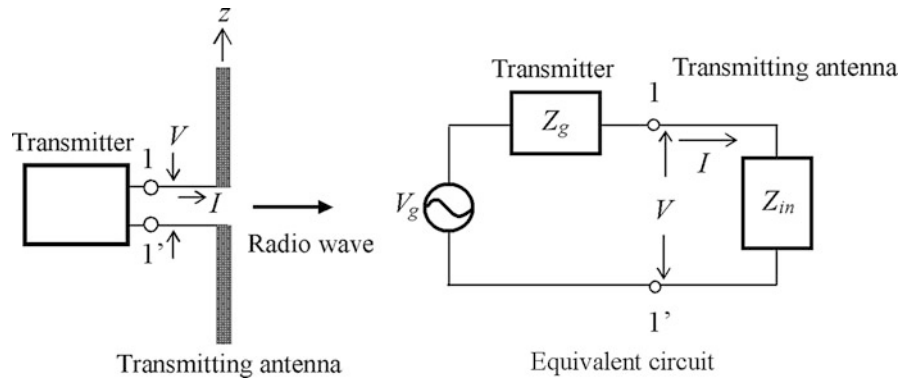 z
Transmitter
V
1
I
1'
Radio wave
Transmitting antenna
Transmitter
Transmitting antenna
1
Z_g
I
V_g
V
Z_in
1'
Equivalent circuit